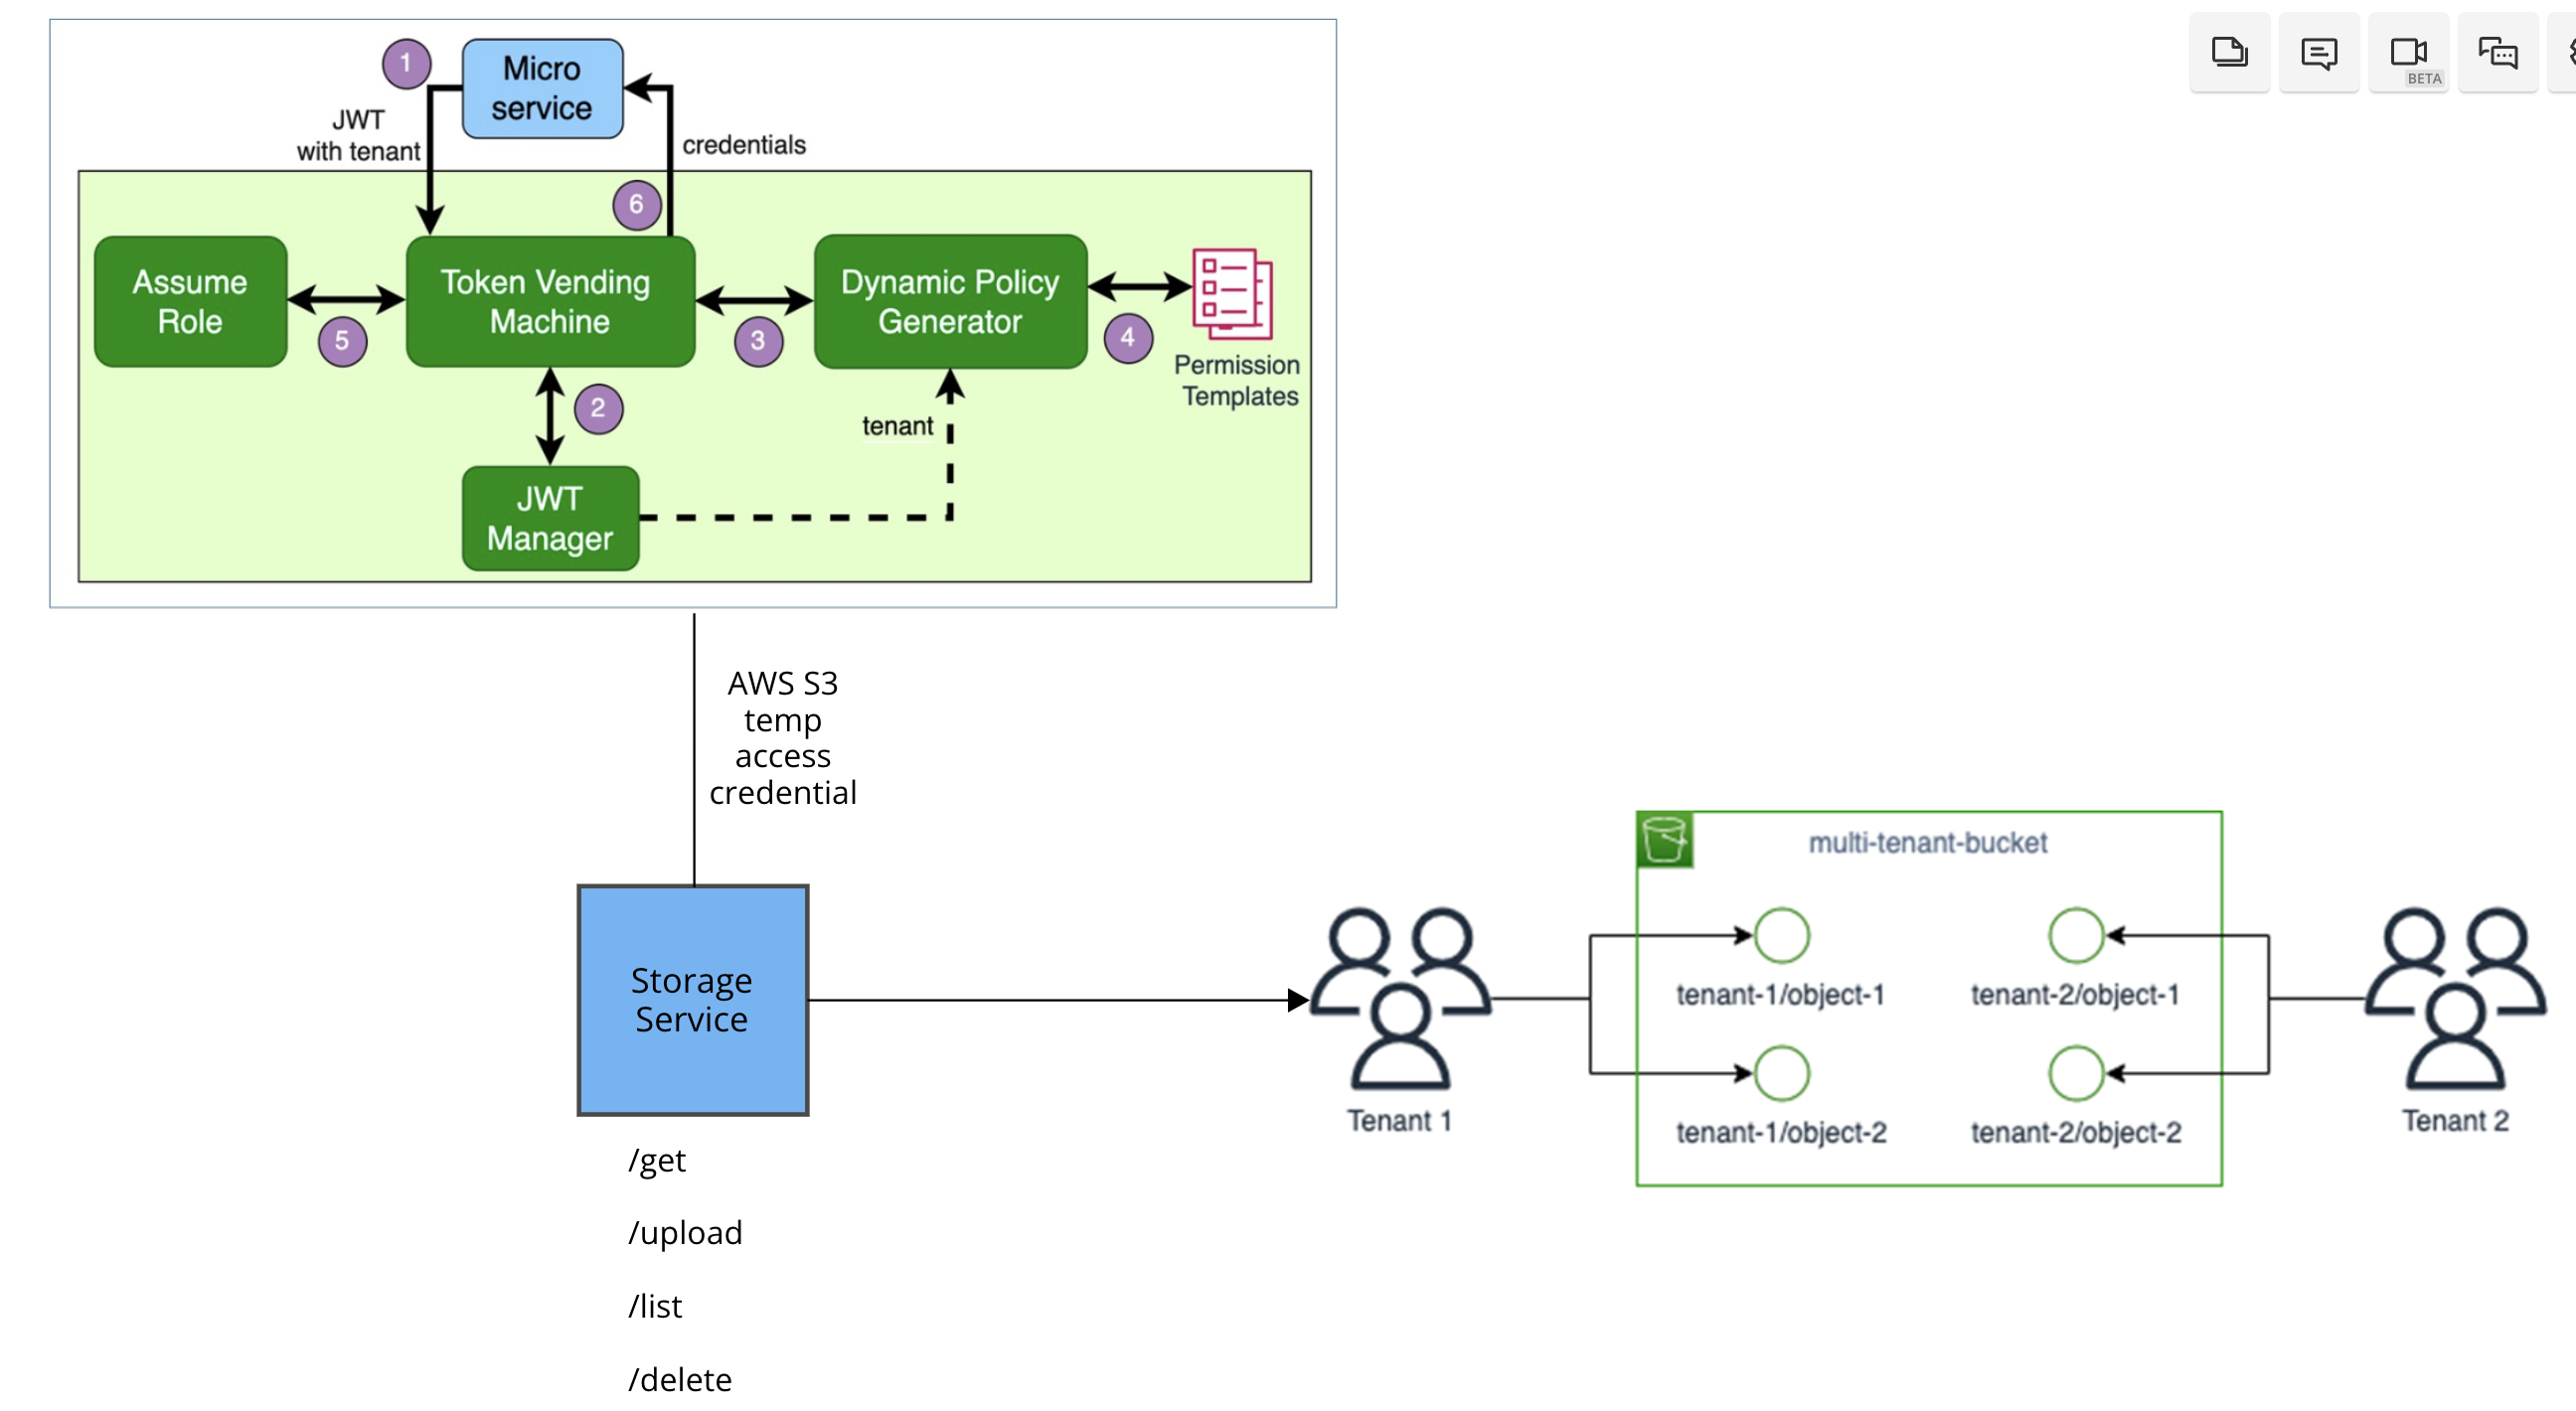 BETA
1
Micro
service
JWT
with tenant
credentials
6
Assume
Role
Token Vending
Machine
Dynamic Policy
Generator
5
3
4
Permission
Templates
2
tenant
JWT
Manager
AWS S3
temp
access
credential
Storage
Service
/get
/upload
/list
/delete
Tenant 1
multi-tenant-bucket
tenant-1/object-1
tenant-2/object-1
tenant-1/object-2
tenant-2/object-2
Tenant 2